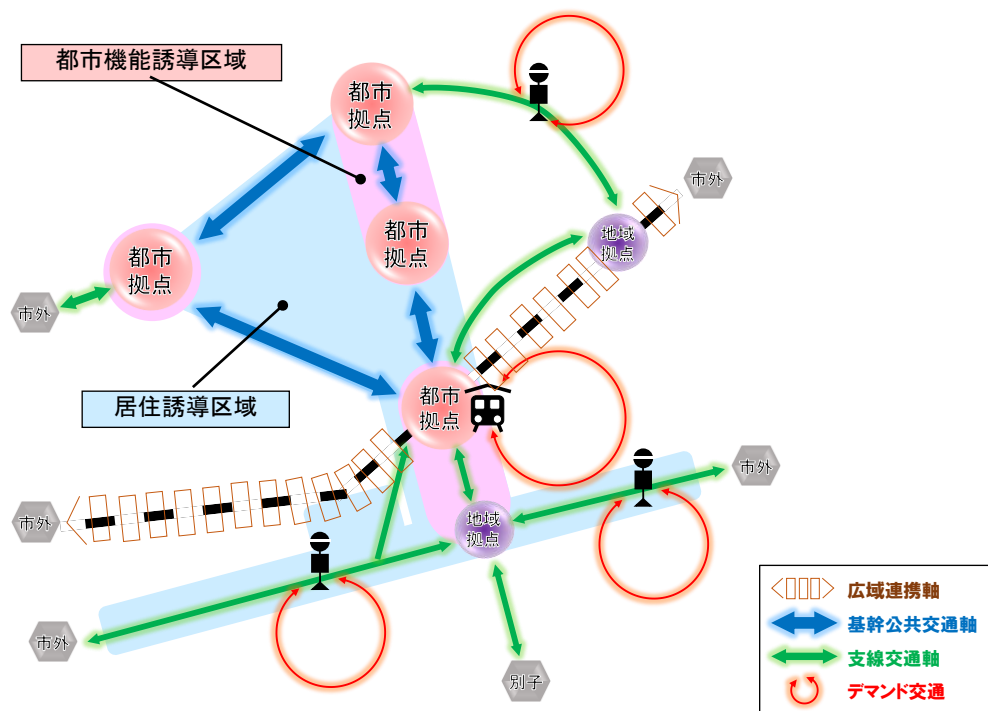 都市機能誘導区域
都市
拠点
市外
都市
拠点
地域
拠点
都市
拠点
市外
居住誘導区域
都市
拠点
市外
市外
地域
拠点
市外
別子
広域連携軸
基幹公共交通軸
支線交通軸
デマンド交通